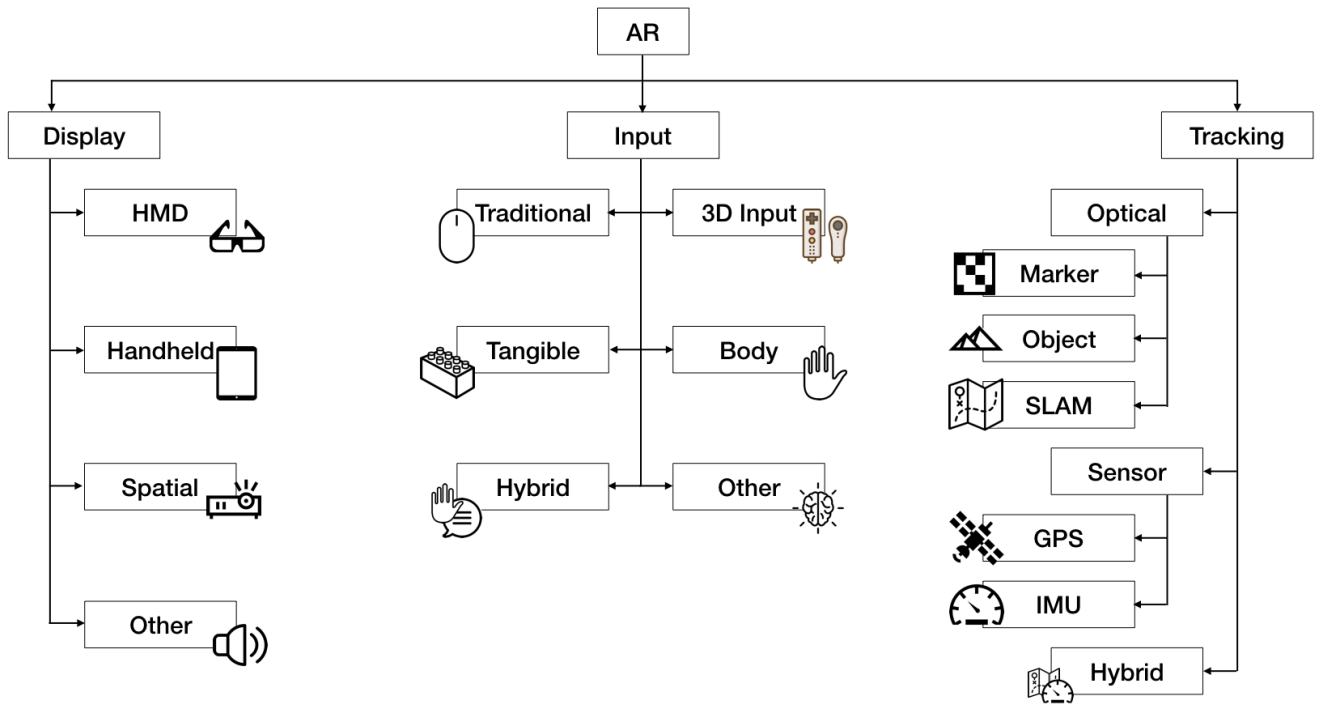 AR
Display
Input
Tracking
HMD
Traditional
3D Input
Optical
Marker
Handheld
Tangible
Body
Object
SLAM
Spatial
Hybrid
Other
Sensor
GPS
Other
IMU
Hybrid